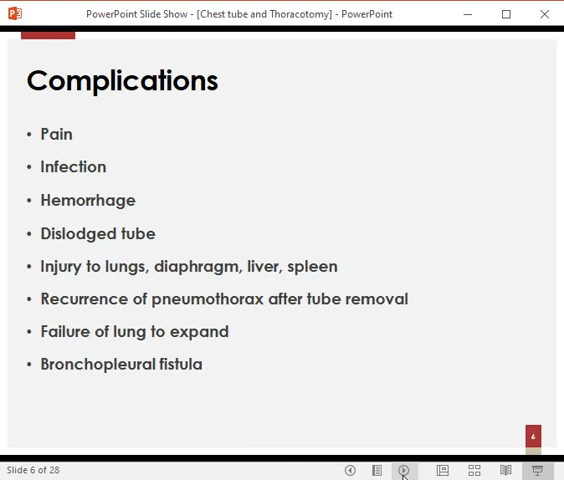 PowerPoint Slide Show - [Chest tube and Thoracotomy] - PowerPoint
Complications
• Pain
• Infection
• Hemorrhage
• Dislodged tube
• Injury to lungs, diaphragm, liver, spleen
• Recurrence of pneumothorax after tube removal
• Failure of lung to expand
• Bronchopleural fistula
6
Slide 6 of 28